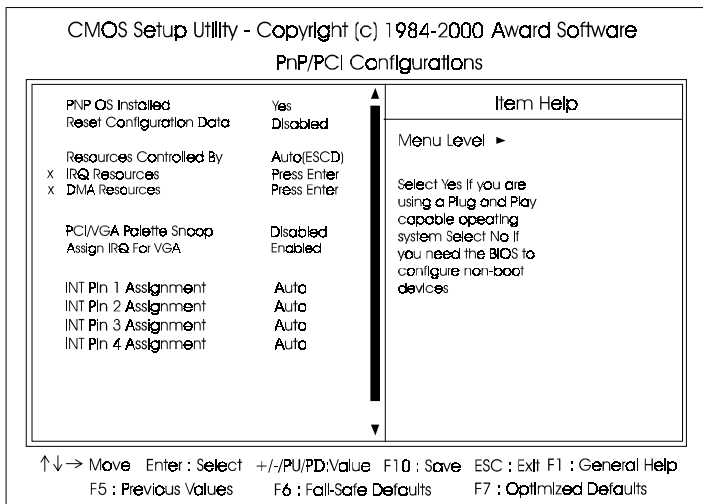 CMOS Setup Utility - Copyright (c) 1984-2000 Award Software
PnP/PCI Configurations
PNP OS Installed Yes
Reset Configuration Data Disabled
Resources Controlled By Auto(ESCD)
x IRQ Resources Press Enter
x DMA Resources Press Enter
PCI/VGA Palette Snoop Disabled
Assign IRQ For VGA Enabled
INT Pin 1 Assignment Auto
INT Pin 2 Assignment Auto
INT Pin 3 Assignment Auto
INT Pin 4 Assignment Auto
Item Help
Menu Level ►
Select Yes if you are
using a Plug and Play
capable opeating
system Select No if
you need the BIOS to
configure non-boot
devices
↑↓→ Move Enter : Select +/-/PU/PD:Value F10 : Save ESC : Exit F1 : General Help
F5 : Previous Values F6 : Fail-Safe Defaults F7 : Optimized Defaults